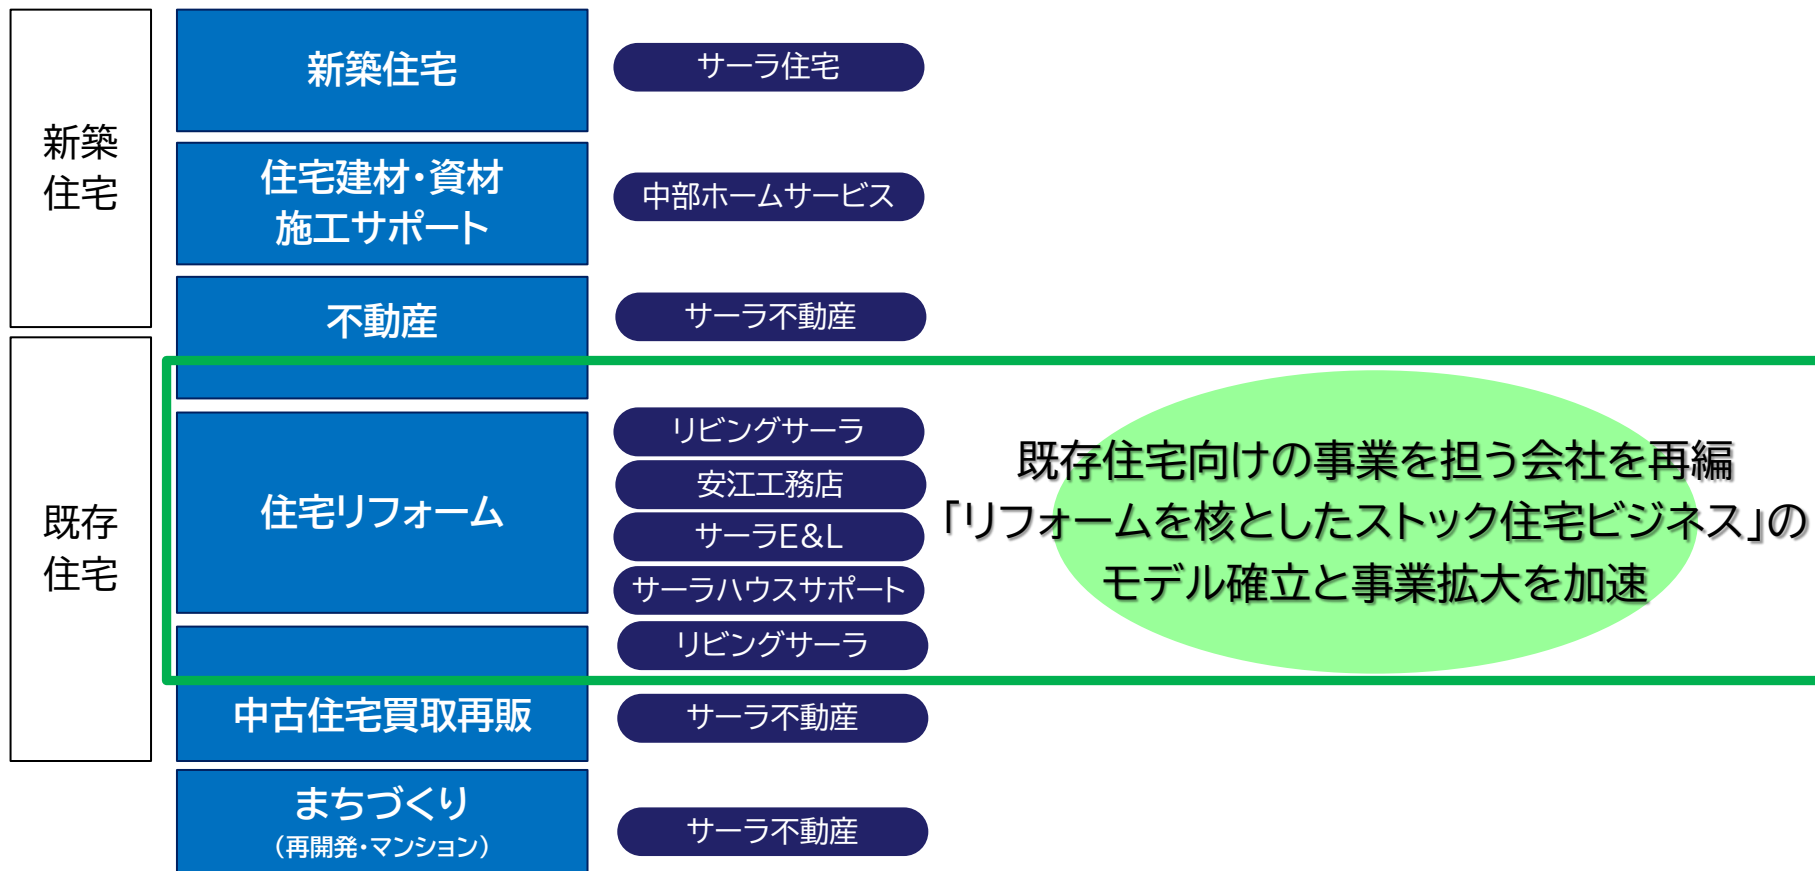 新築
住宅
新築住宅
サーラ住宅
住宅建材・資材
施工サポート
中部ホームサービス
不動産
サーラ不動産
既存
住宅
住宅リフォーム
リビングサーラ
安江工務店
サーラE&L
サーラハウスサポート
中古住宅買取再販
リビングサーラ
サーラ不動産
まちづくり
(再開発・マンション)
サーラ不動産
既存住宅向けの事業を担う会社を再編
「リフォームを核としたストック住宅ビジネス」の
モデル確立と事業拡大を加速